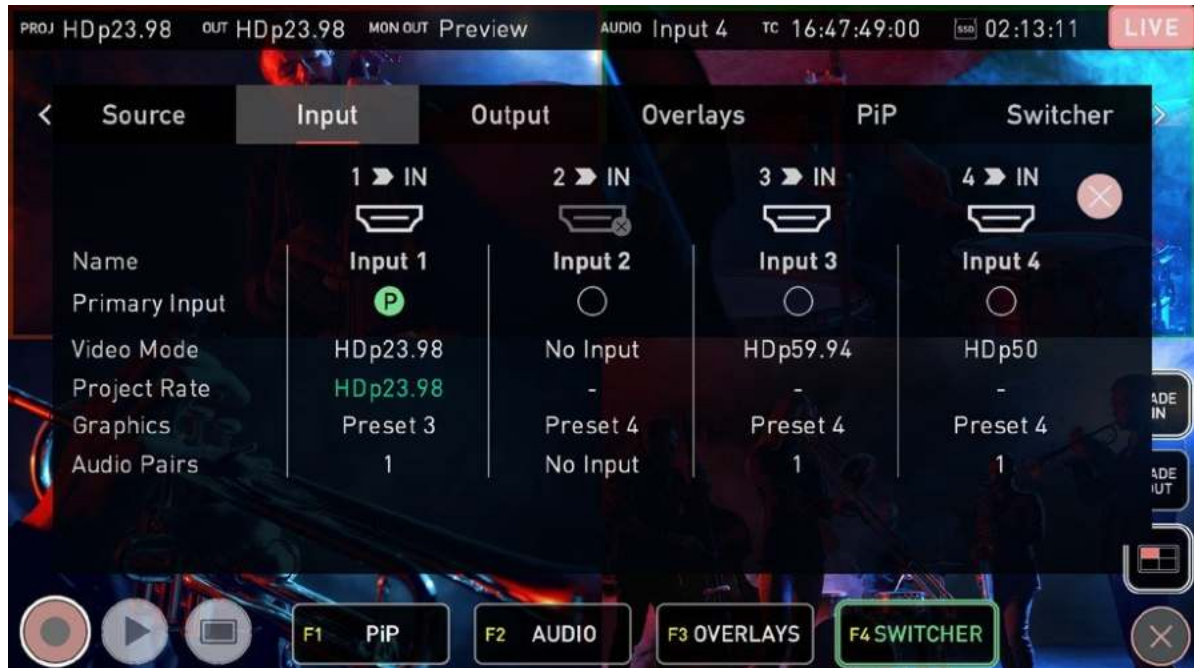 PROJ HDp23.98 OUT HDp23.98 MON OUT Preview AUDIO Input 4 TC 16:47:49:00 SSD 02:13:11 LIVE
< Source Input Output Overlays PiP Switcher >
1 IN 2 IN 3 IN 4 IN
Name Input 1 Input 2 Input 3 Input 4
Primary Input P
Video Mode HDp23.98 No Input HDp59.94 HDp50
Project Rate HDp23.98 - - -
Graphics Preset 3 Preset 4 Preset 4 Preset 4
Audio Pairs 1 No Input 1 1
ADE
IN
ADE
UT
F1 PiP F2 AUDIO F3 OVERLAYS F4 SWITCHER